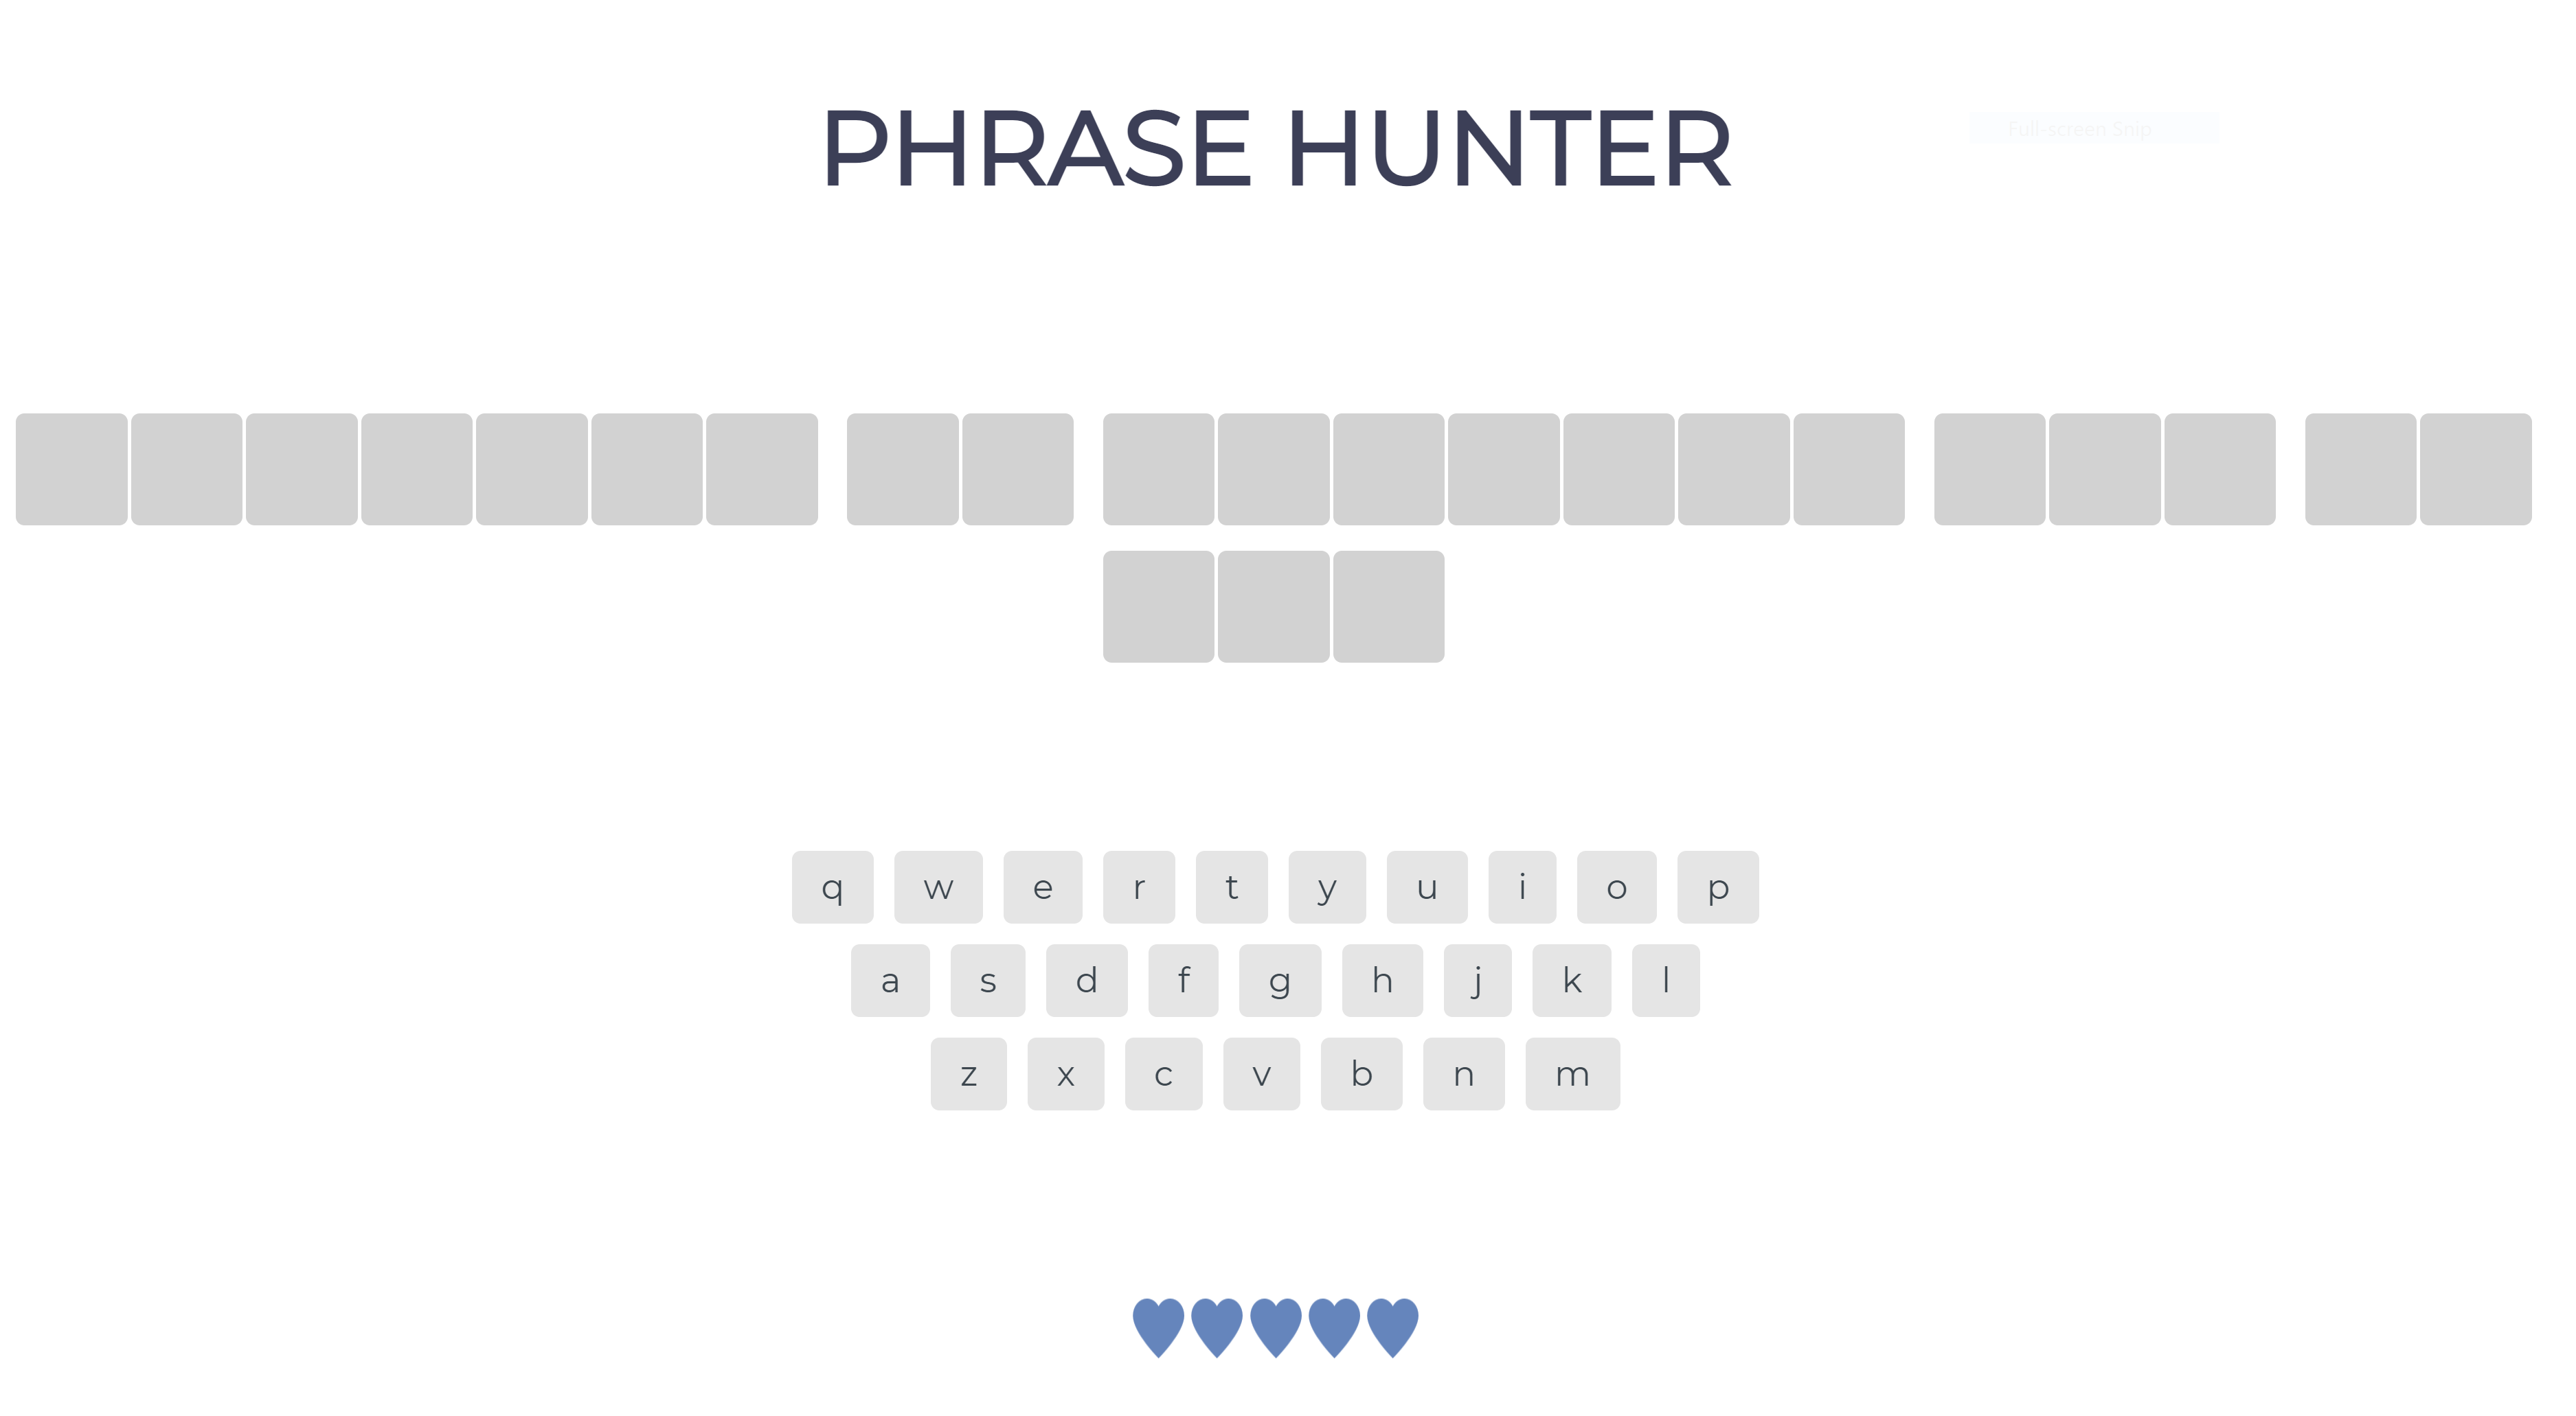 PHRASE HUNTER
Full-screen Snip
q w e r t y u i o p
a s d f g h j k l
z x c v b n m